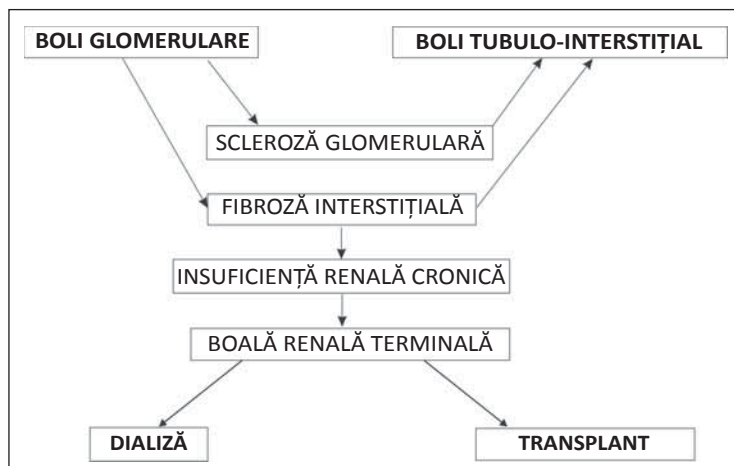 BOLI GLOMERULARE
BOLI TUBULO-INTERSTIȚIAL
SCLEROZĂ GLOMERULARĂ
FIBROZĂ INTERSTIȚIALĂ
INSUFICIENȚĂ RENALĂ CRONICĂ
BOALĂ RENALĂ TERMINALĂ
DIALIZĂ
TRANSPLANT